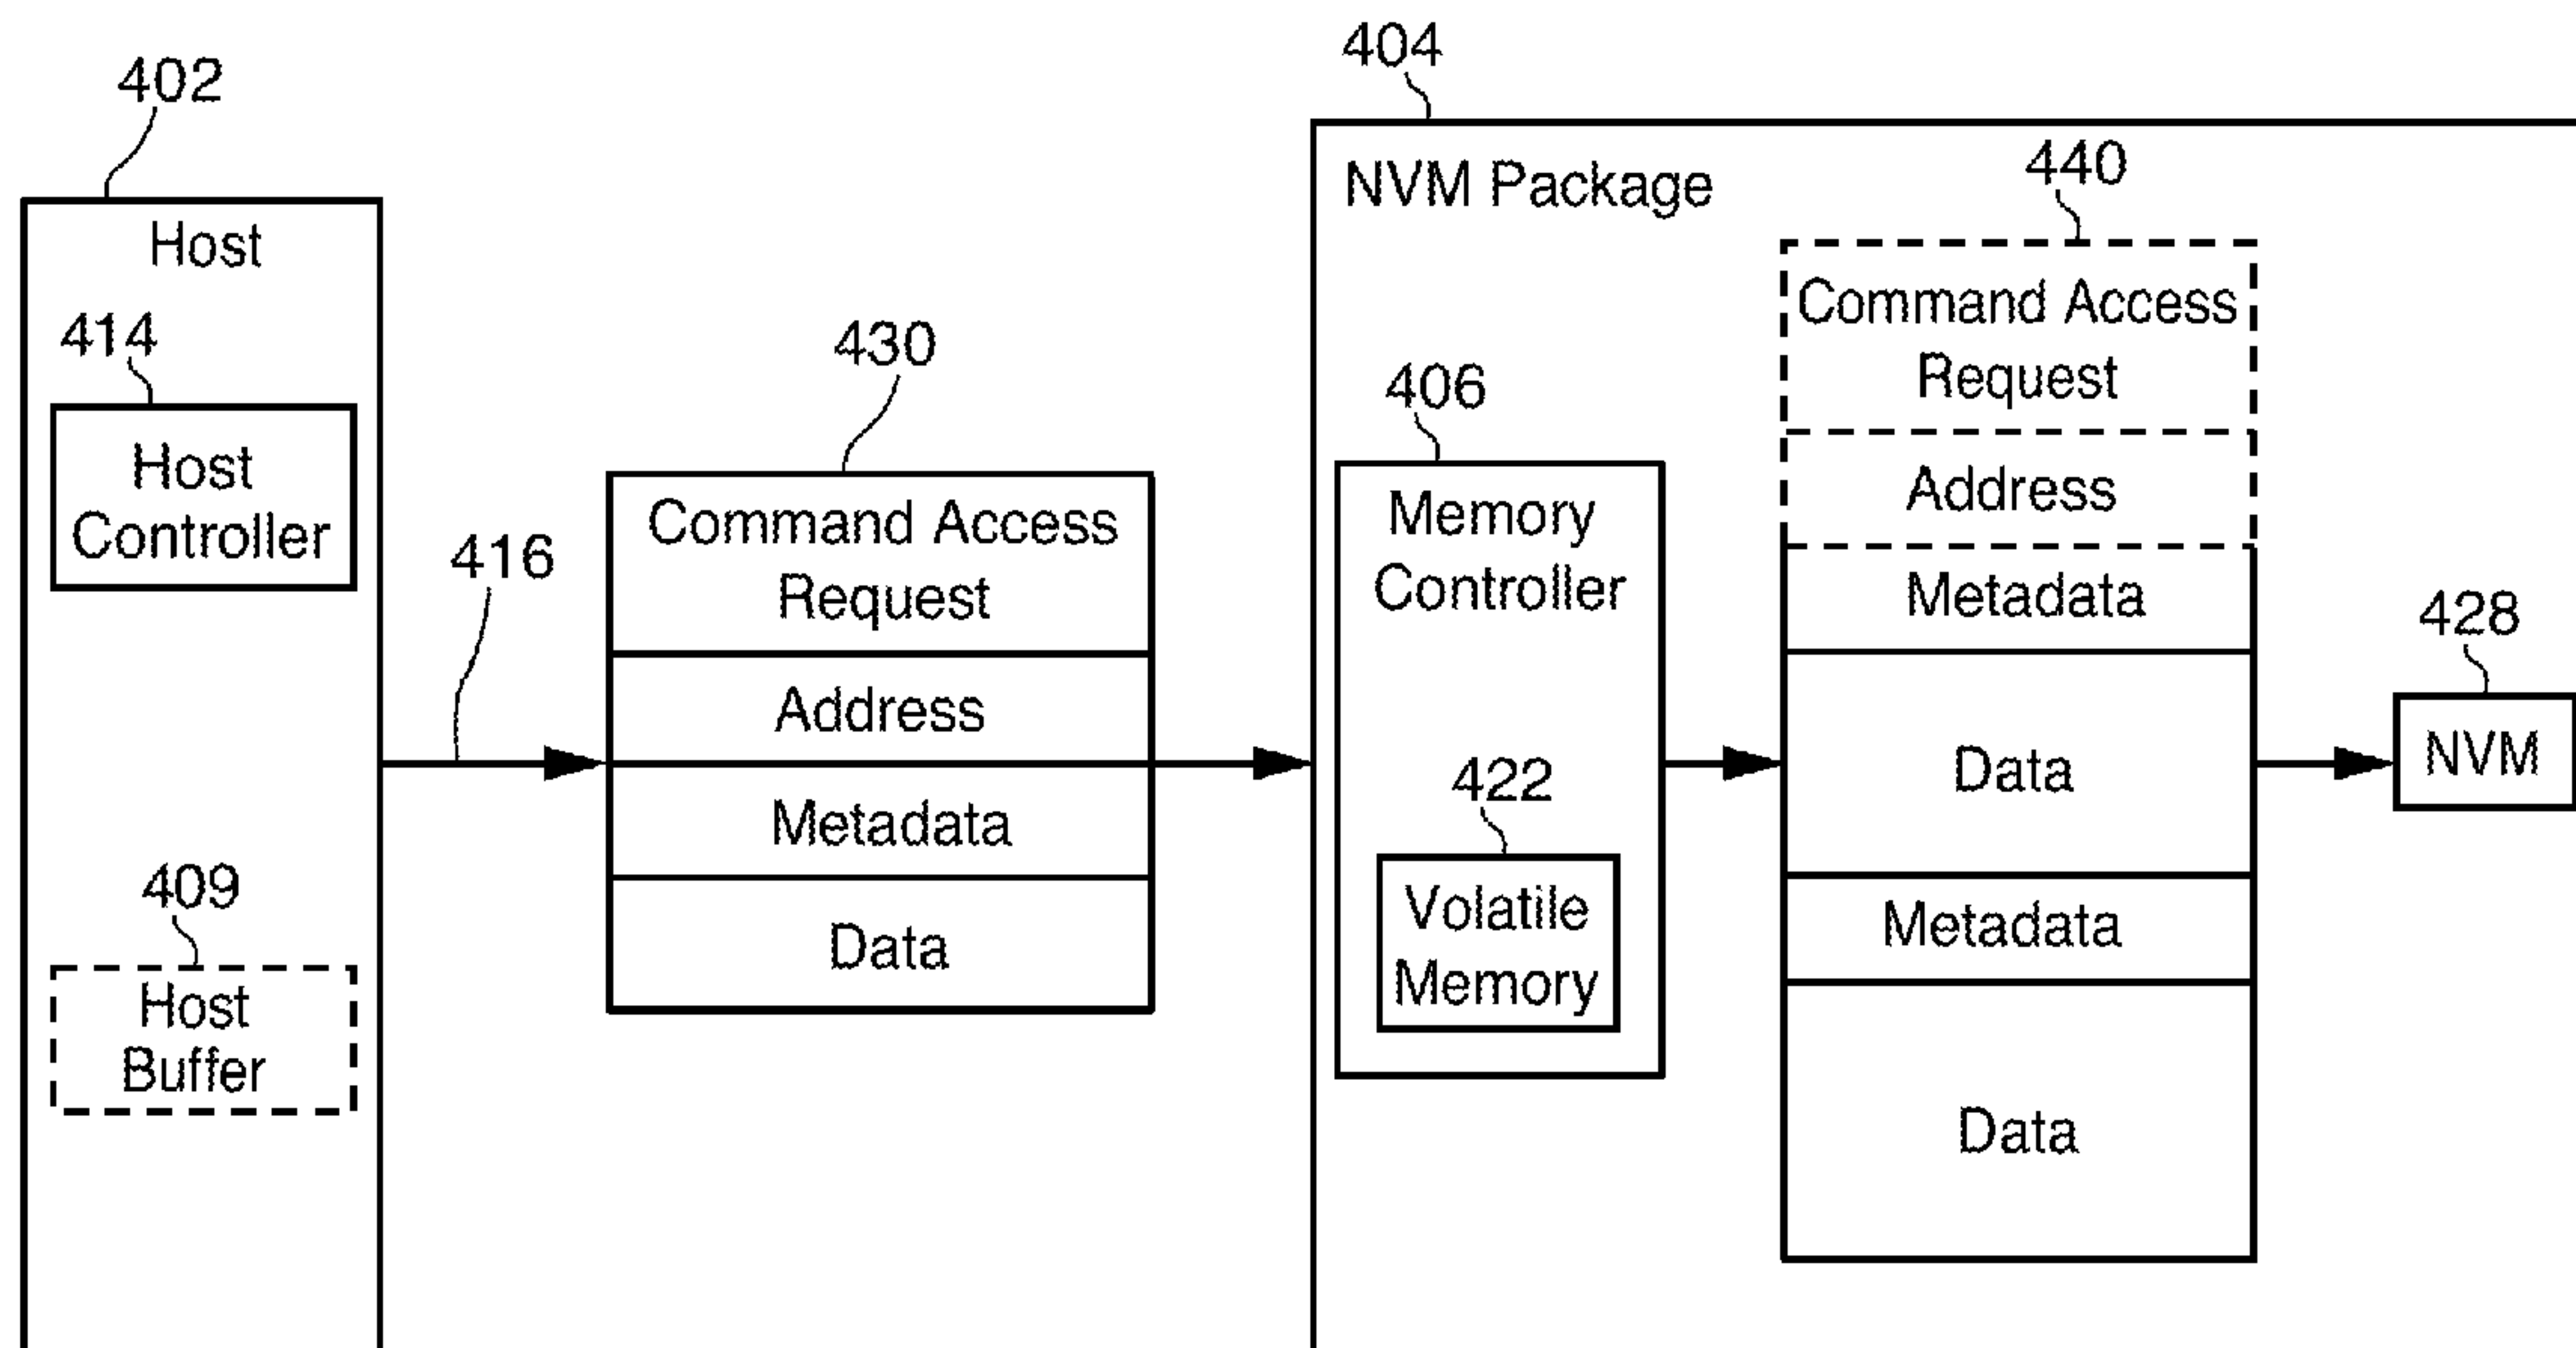 402
Host
414
Host
Controller
409
Host
Buffer
416
430
Command Access
Request
Address
Metadata
Data
404
NVM Package
406
Memory
Controller
422
Volatile
Memory
440
Command Access
Request
Address
Metadata
Data
Metadata
Data
428
NVM